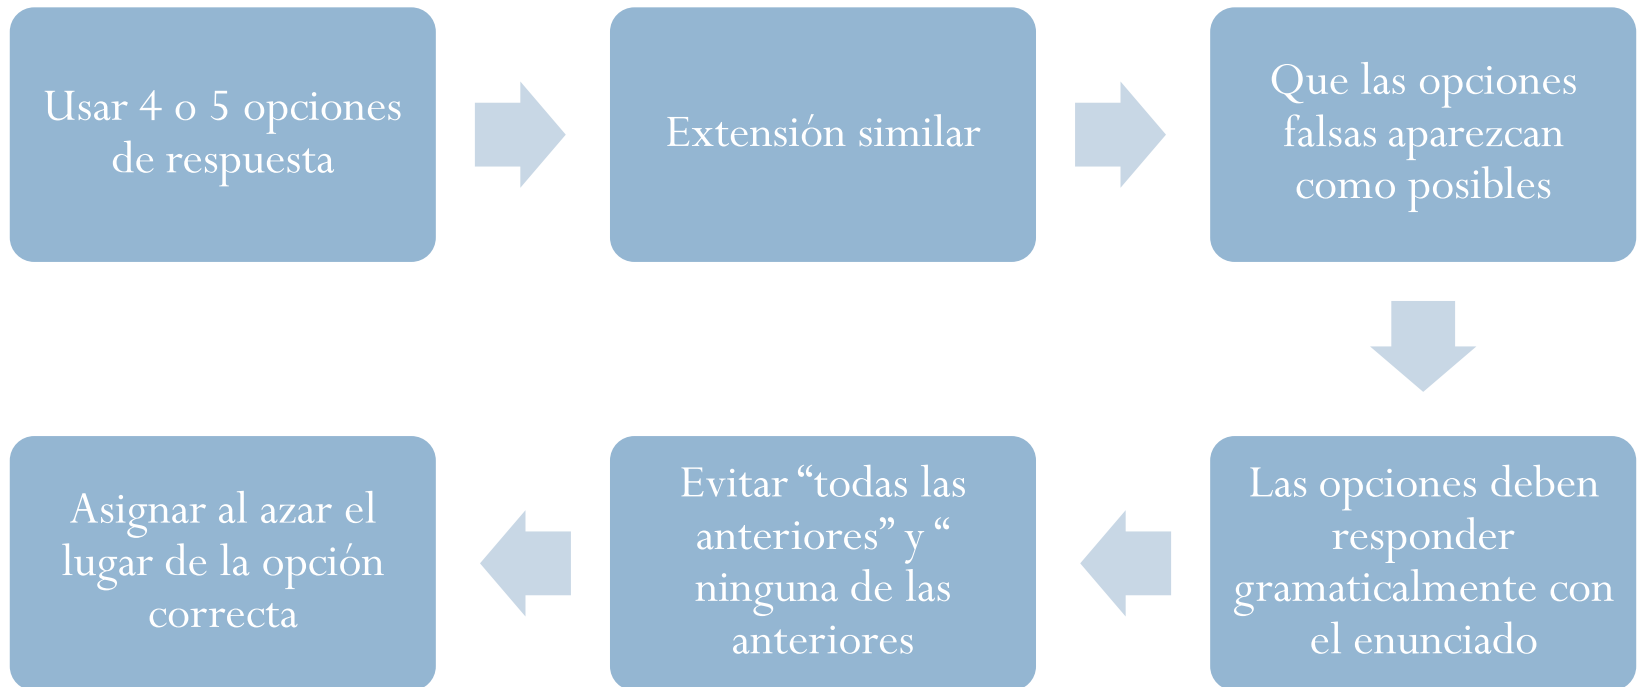 Usar 4 o 5 opciones
de respuesta
Extensión similar
Que las opciones
falsas aparezcan
como posibles
Las opciones deben
responder
gramaticalmente con
el enunciado
Evitar “todas las
anteriores” y “
ninguna de las
anteriores
Asignar al azar el
lugar de la opción
correcta